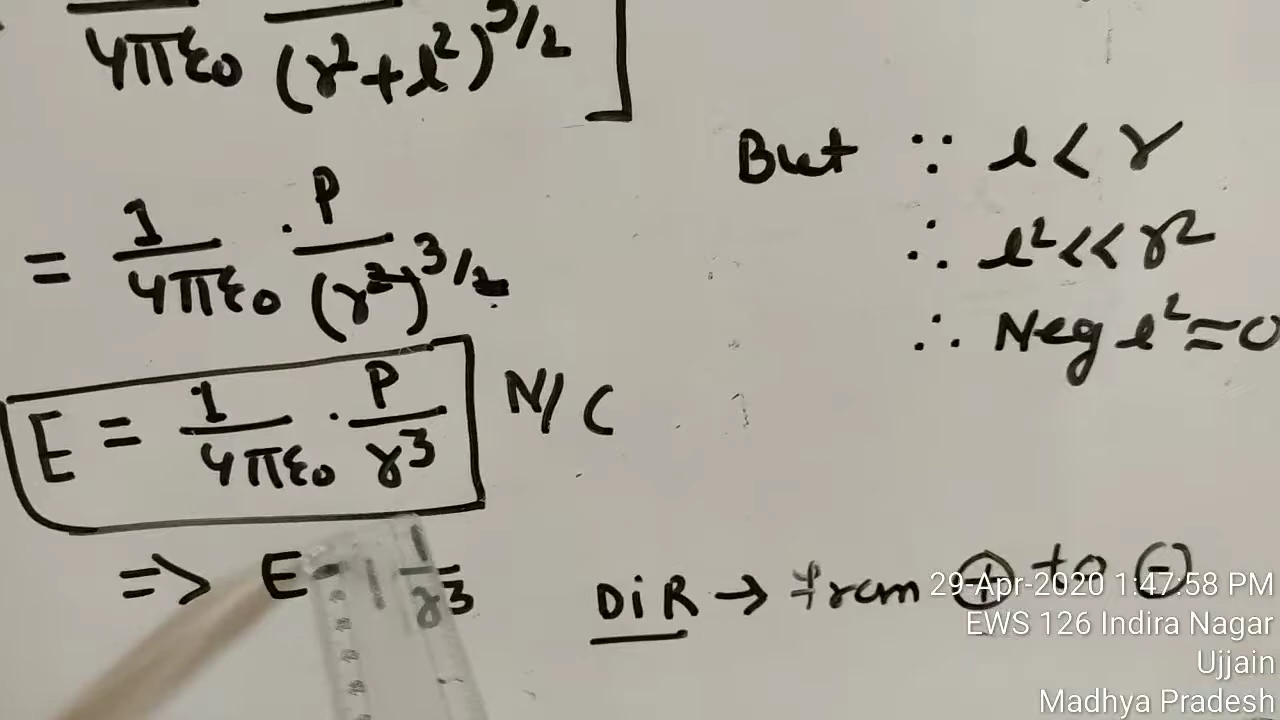 4πε₀ (r²+l²)^3/2 ]
= 1/4πε₀ · P/(r²)^3/2
E = 1/4πε₀ · P/r³ N/C
=> E 1/r³
But ∵ l < r
∴ l² << r²
∴ Neg l² ≈ 0
DiR → from ⊕ to ⊖
29-Apr-2020 1:47:58 PM
EWS 126 Indira Nagar
Ujjain
Madhya Pradesh